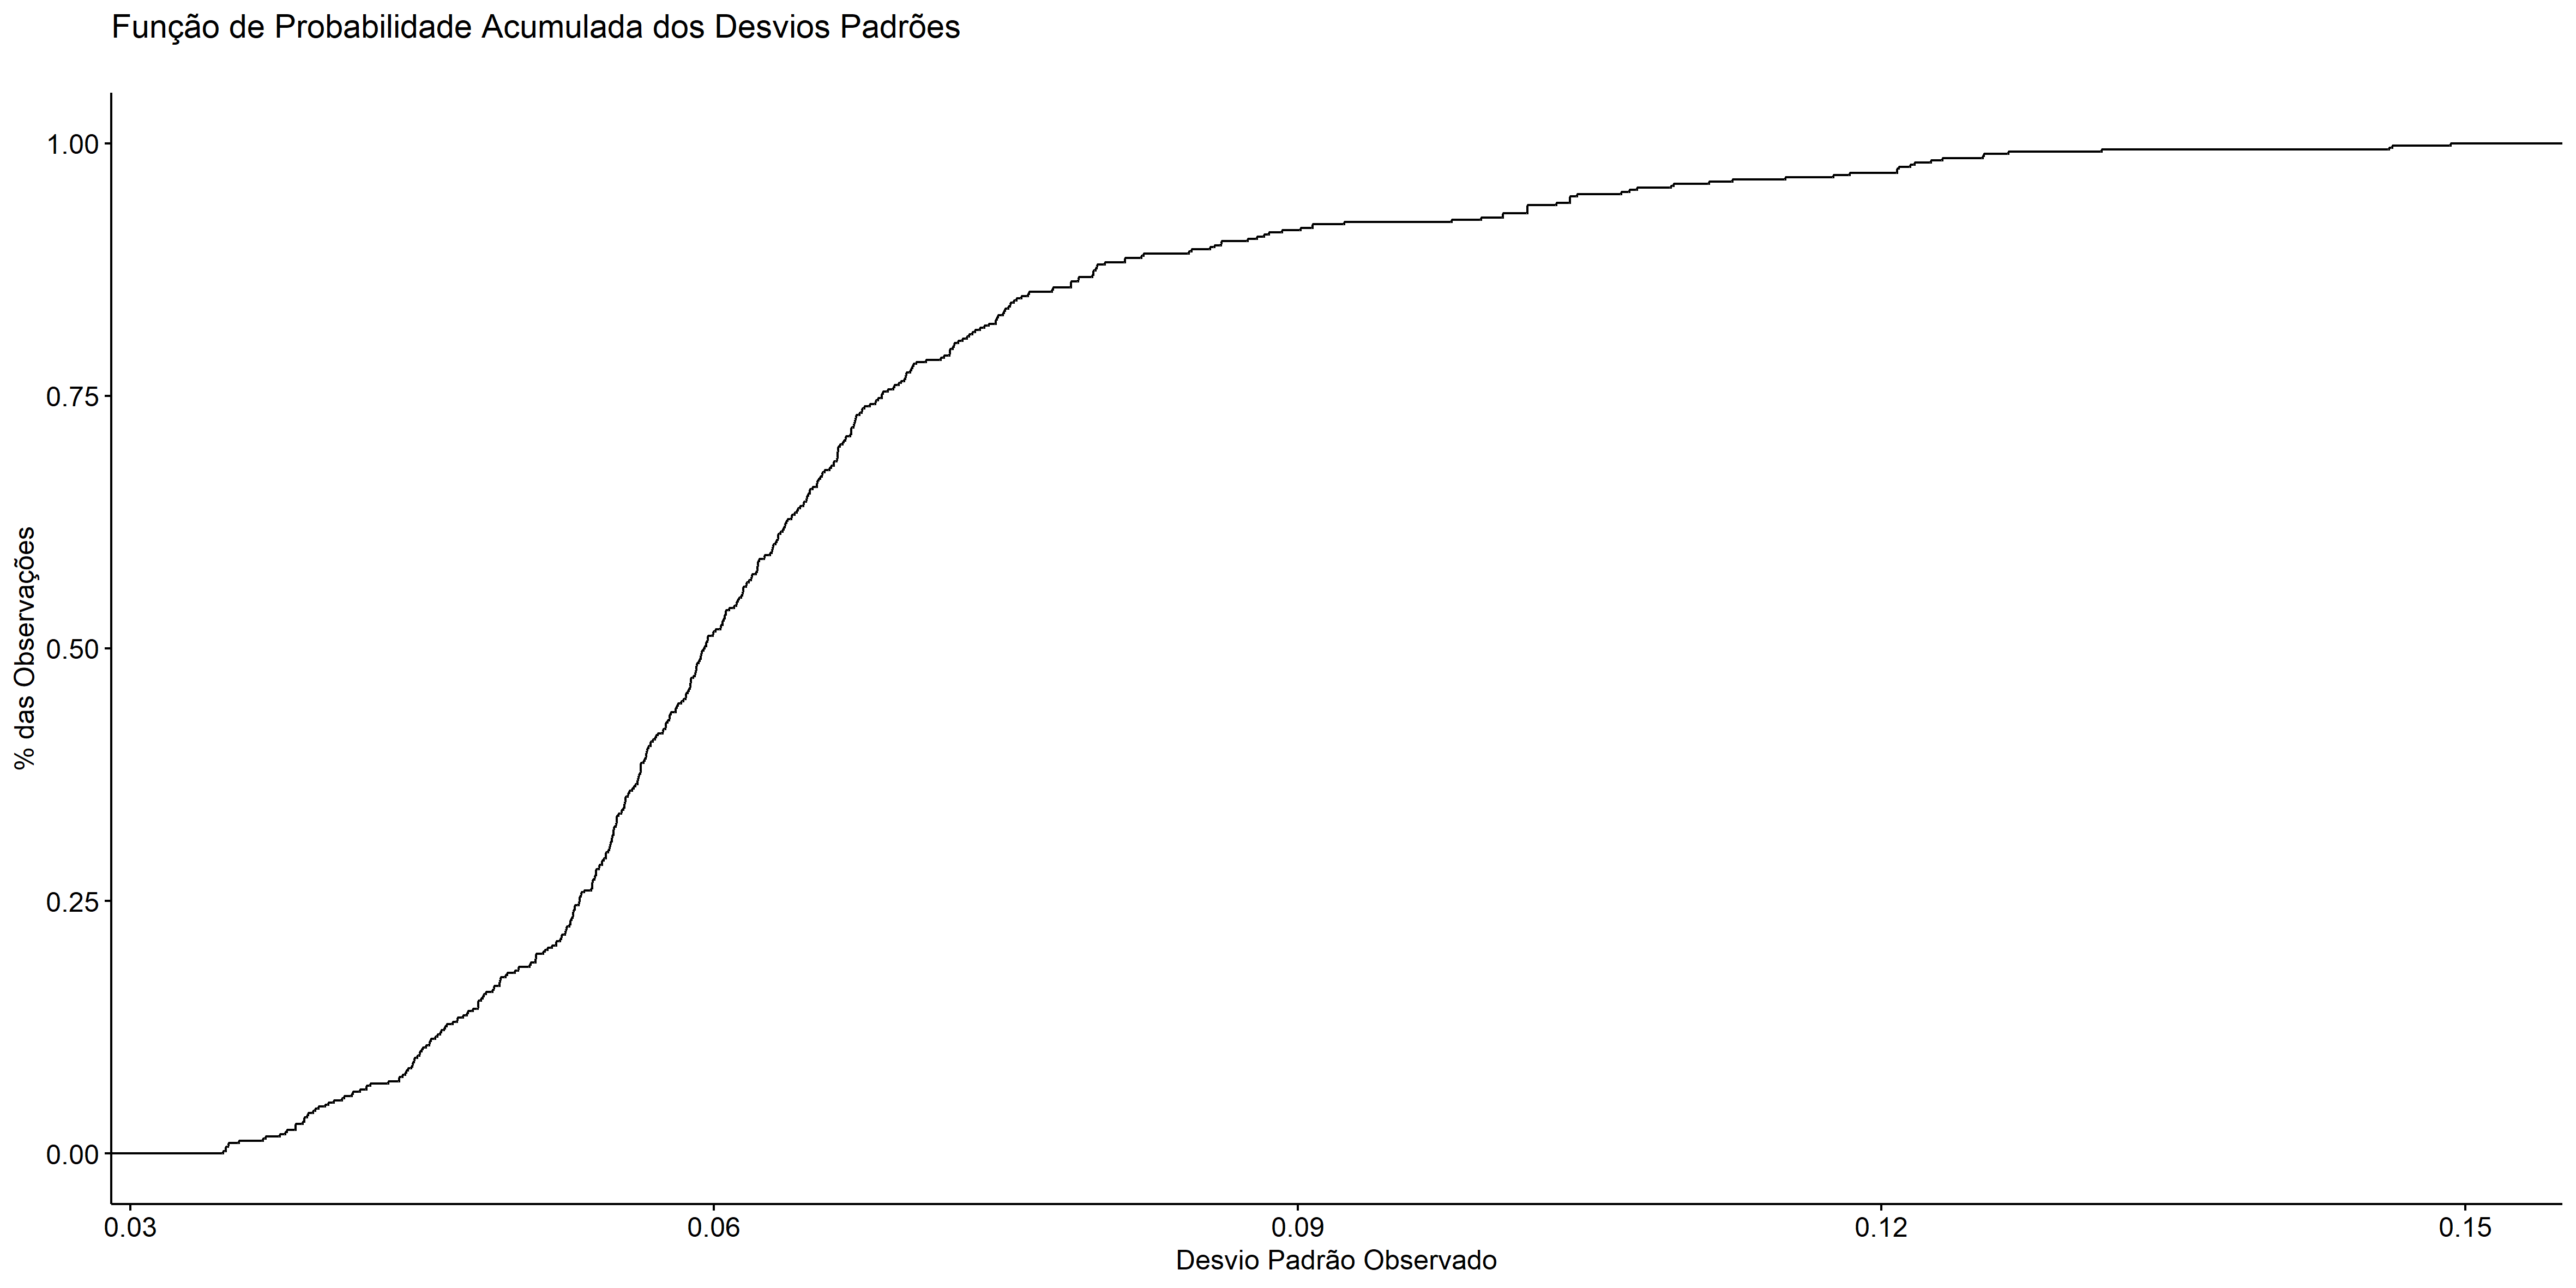 Função de Probabilidade Acumulada dos Desvios Padrões
1.00
0.75
0.50
0.25
0.00
% das Observações
0.03 0.06 0.09 0.12 0.15
Desvio Padrão Observado